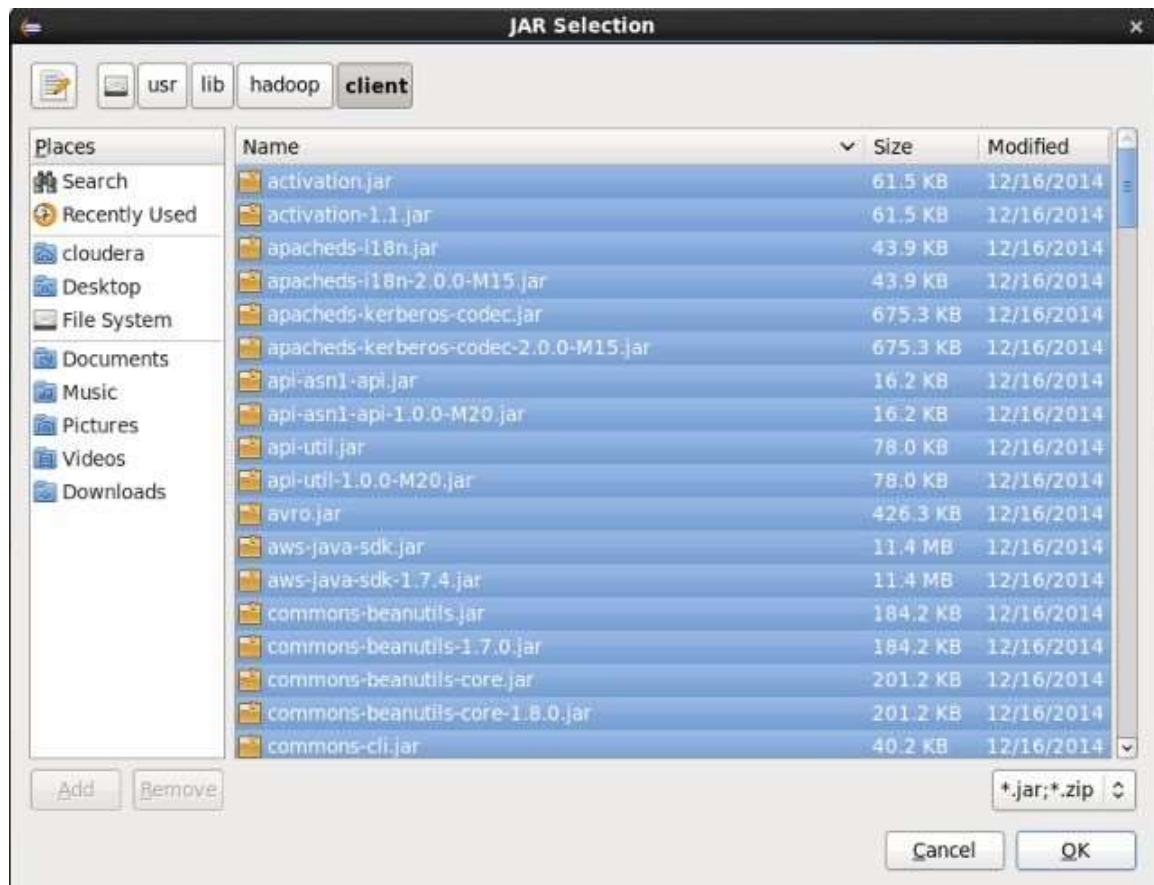 JAR Selection
usr lib hadoop client
Places
Search
Recently Used
cloudera
Desktop
File System
Documents
Music
Pictures
Videos
Downloads
Name Size Modified
activation.jar 61.5 KB 12/16/2014
activation-1.1.jar 61.5 KB 12/16/2014
apacheds-i18n.jar 43.9 KB 12/16/2014
apacheds-i18n-2.0.0-M15.jar 43.9 KB 12/16/2014
apacheds-kerberos-codec.jar 675.3 KB 12/16/2014
apacheds-kerberos-codec-2.0.0-M15.jar 675.3 KB 12/16/2014
api-asn1-api.jar 16.2 KB 12/16/2014
api-asn1-api-1.0.0-M20.jar 16.2 KB 12/16/2014
api-util.jar 78.0 KB 12/16/2014
api-util-1.0.0-M20.jar 78.0 KB 12/16/2014
avro.jar 426.3 KB 12/16/2014
aws-java-sdk.jar 11.4 MB 12/16/2014
aws-java-sdk-1.7.4.jar 11.4 MB 12/16/2014
commons-beanutils.jar 184.2 KB 12/16/2014
commons-beanutils-1.7.0.jar 184.2 KB 12/16/2014
commons-beanutils-core.jar 201.2 KB 12/16/2014
commons-beanutils-core-1.8.0.jar 201.2 KB 12/16/2014
commons-cli.jar 40.2 KB 12/16/2014
Add Remove *.jar;*.zip
Cancel OK